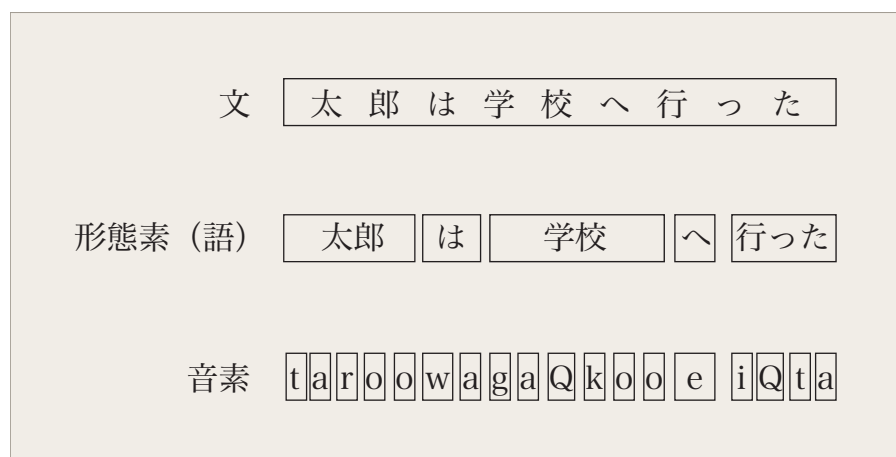 文 太郎は学校へ行った
形態素(語) 太郎 は 学校 へ 行った
音素 t a r o o w a g a Q k o o e i Q t a